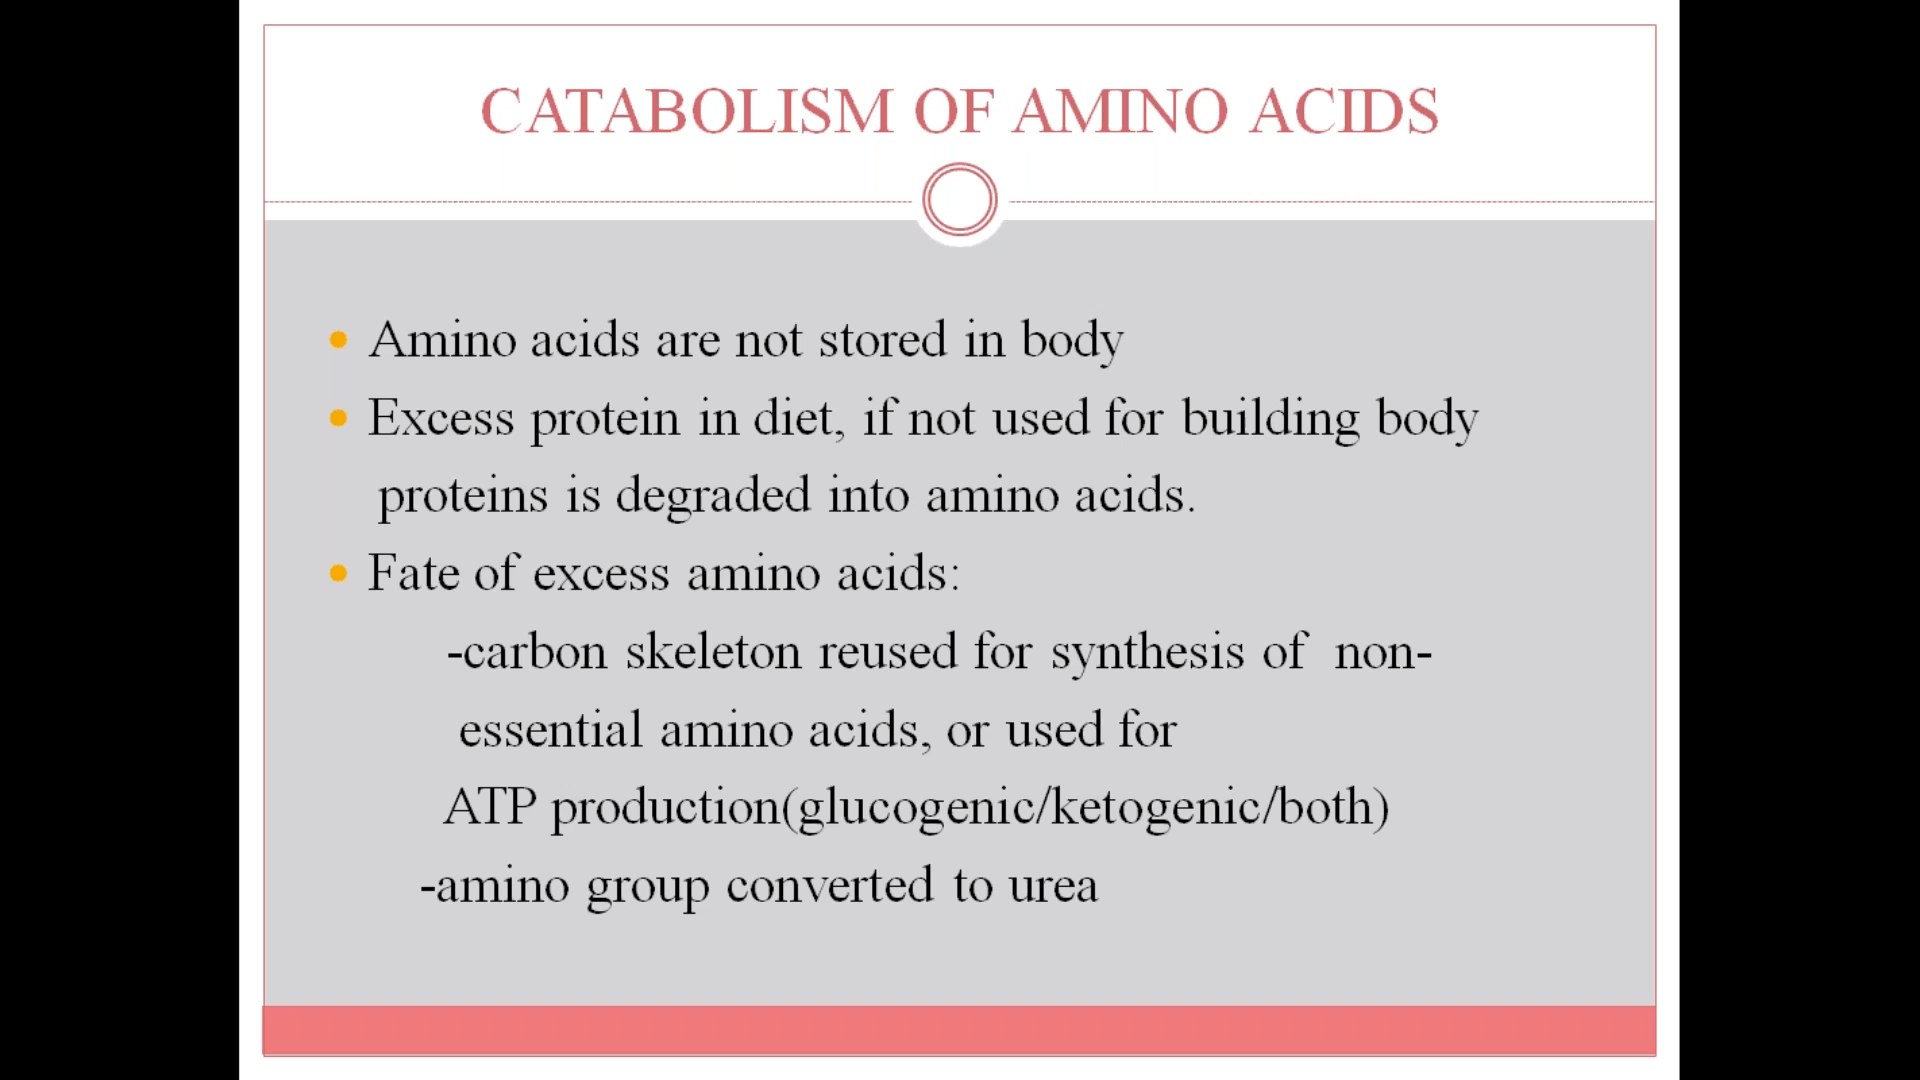 CATABOLISM OF AMINO ACIDS
• Amino acids are not stored in body
• Excess protein in diet, if not used for building body
proteins is degraded into amino acids.
• Fate of excess amino acids:
-carbon skeleton reused for synthesis of non-
essential amino acids, or used for
ATP production(glucogenic/ketogenic/both)
-amino group converted to urea